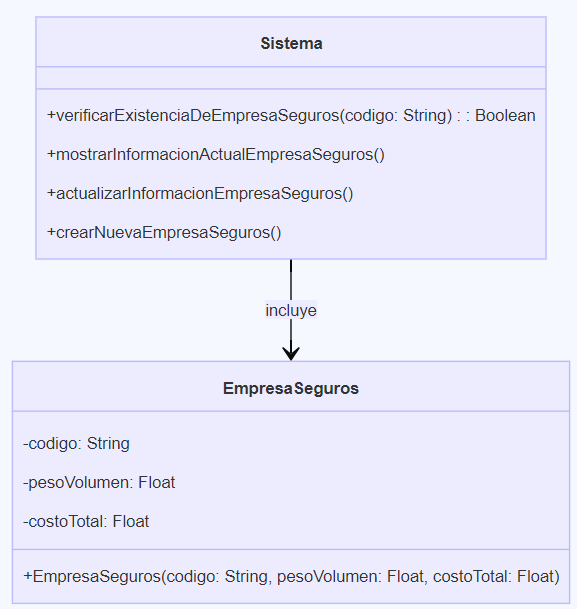 Sistema
+verificarExistenciaDeEmpresaSeguros(codigo: String) : : Boolean
+mostrarInformacionActualEmpresaSeguros()
+actualizarInformacionEmpresaSeguros()
+crearNuevaEmpresaSeguros()
incluye
EmpresaSeguros
-codigo: String
-pesoVolumen: Float
-costoTotal: Float
+EmpresaSeguros(codigo: String, pesoVolumen: Float, costoTotal: Float)